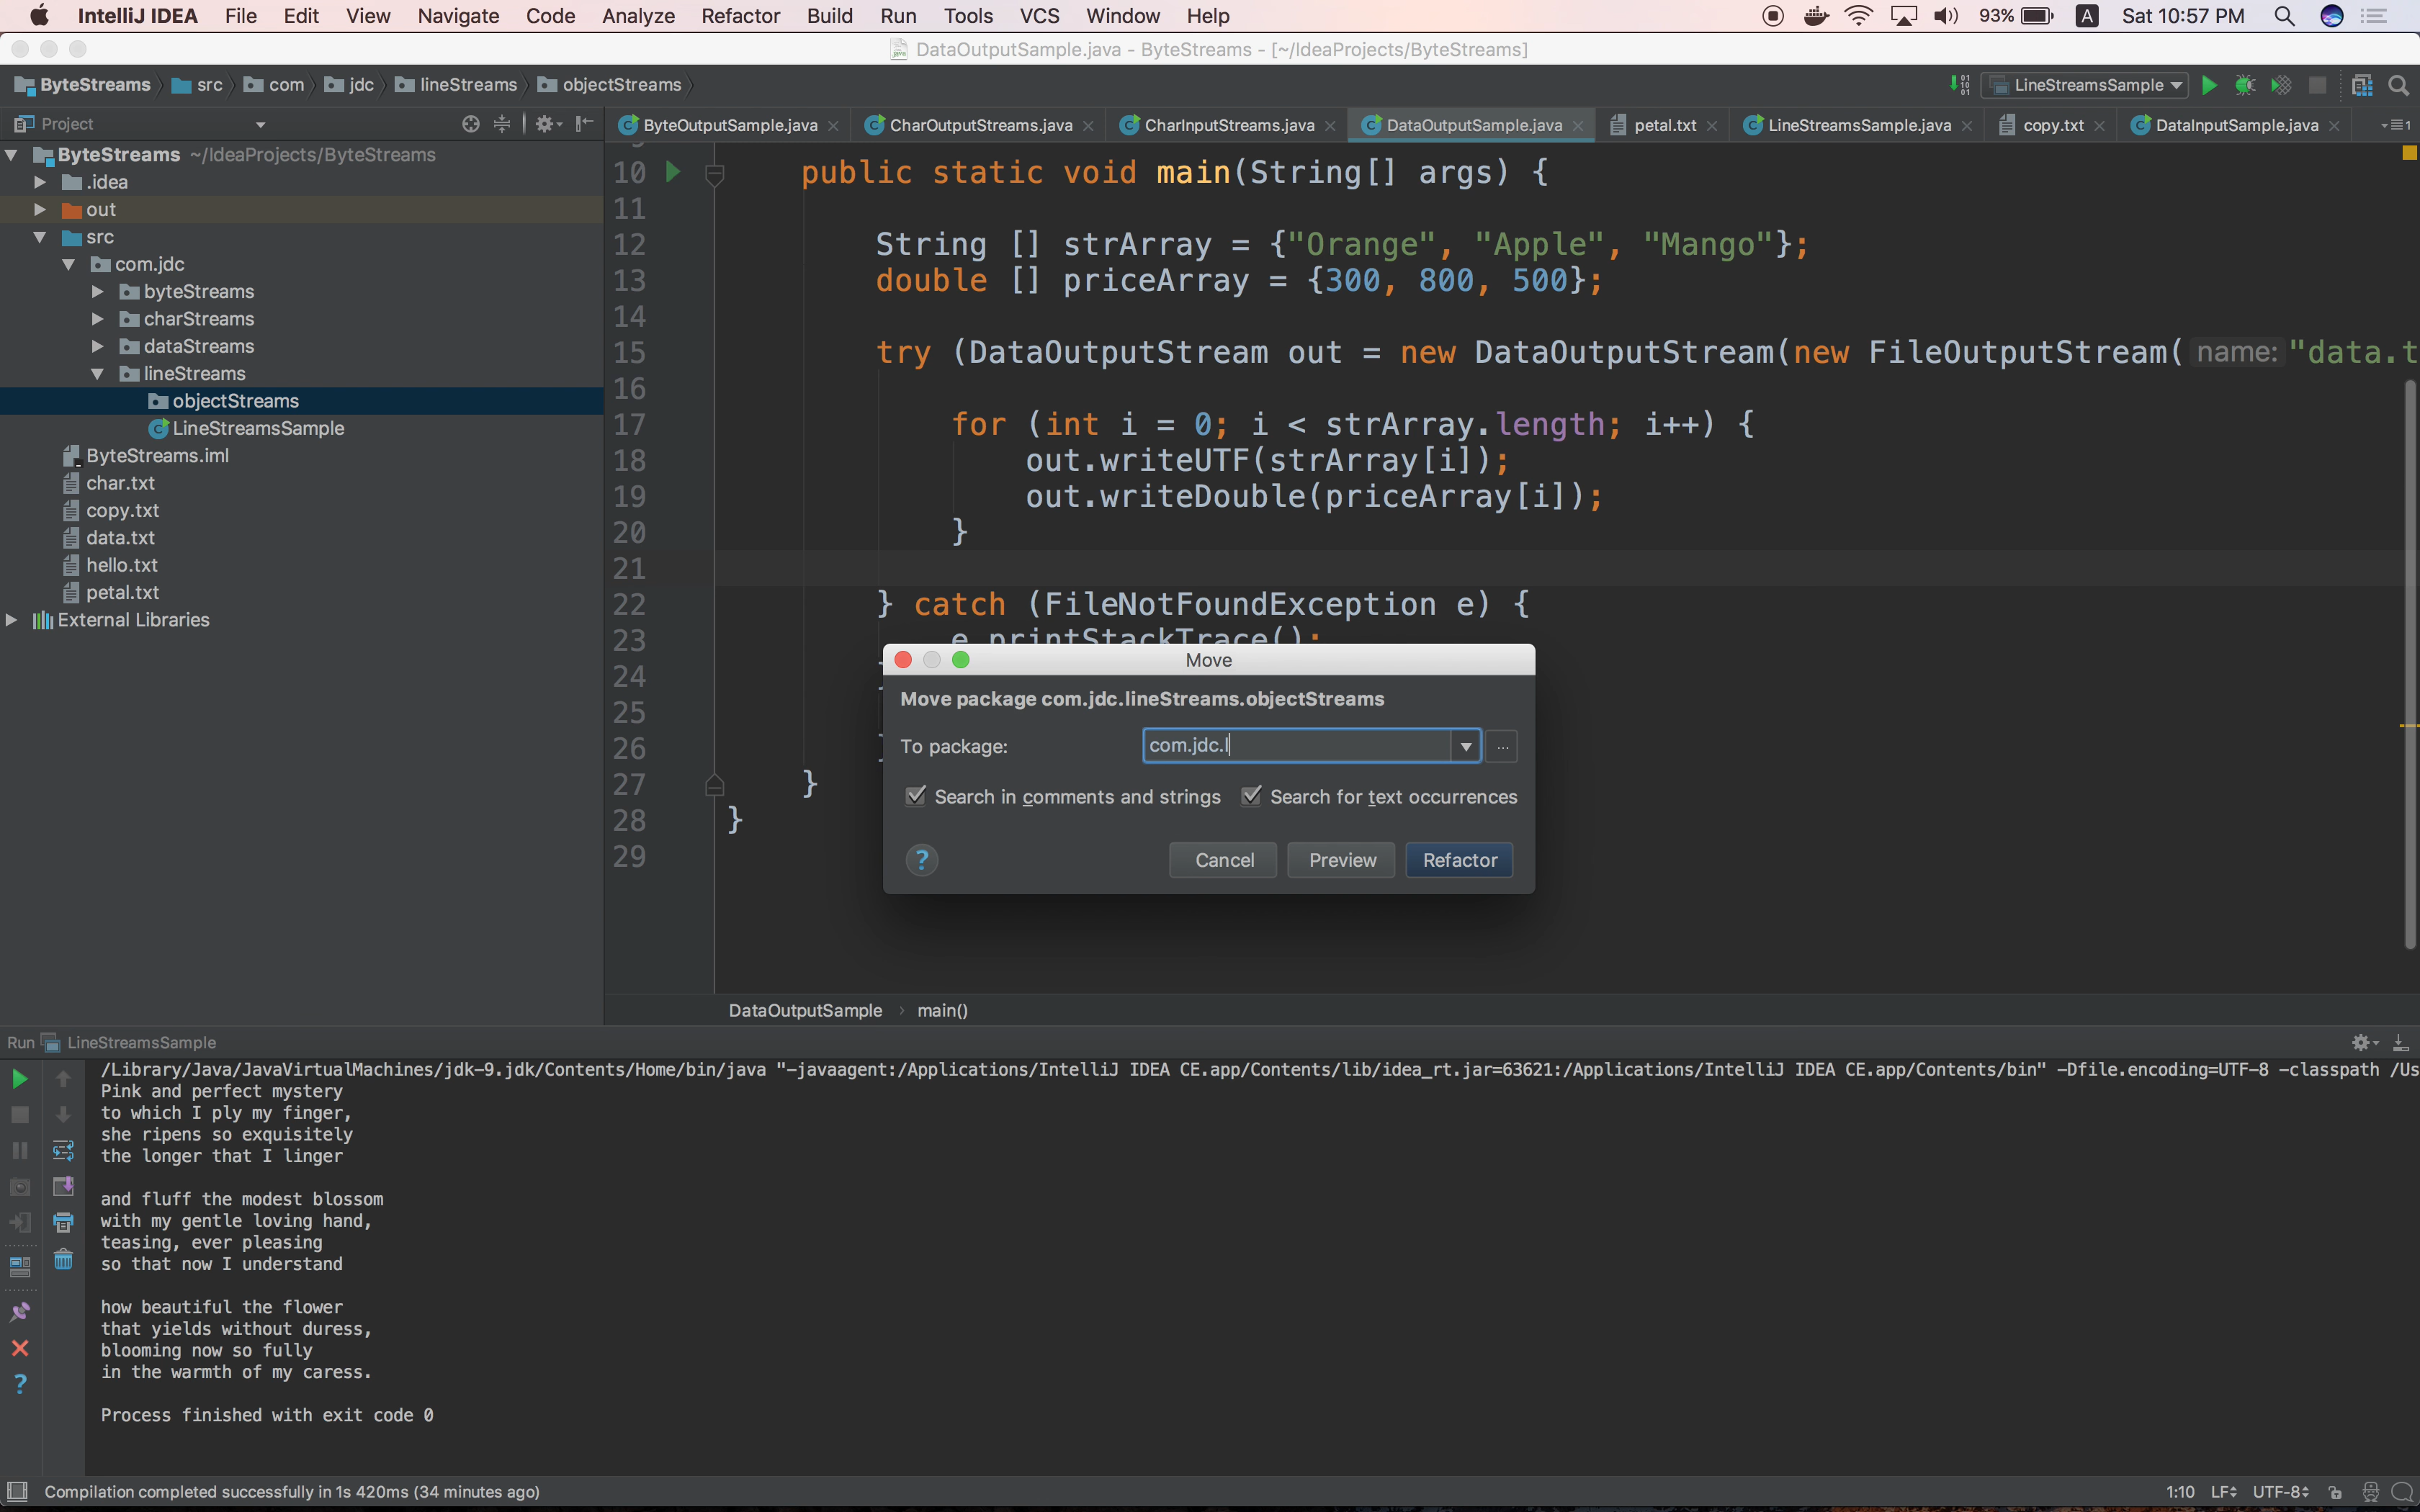 IntelliJ IDEA File Edit View Navigate Code Analyze Refactor Build Run Tools VCS Window Help 93% A Sat 10:57 PM
DataOutputSample.java - ByteStreams - [~/IdeaProjects/ByteStreams]
ByteStreams src com jdc lineStreams objectStreams LineStreamsSample
Project
ByteOutputSample.java CharOutputStreams.java CharInputStreams.java DataOutputSample.java petal.txt LineStreamsSample.java copy.txt DataInputSample.java
ByteStreams ~/IdeaProjects/ByteStreams
.idea
out
src
com.jdc
byteStreams
charStreams
dataStreams
lineStreams
objectStreams
LineStreamsSample
ByteStreams.iml
char.txt
copy.txt
data.txt
hello.txt
petal.txt
External Libraries
10 public static void main(String[] args) {
11
12 String [] strArray = {"Orange", "Apple", "Mango"};
13 double [] priceArray = {300, 800, 500};
14
15 try (DataOutputStream out = new DataOutputStream(new FileOutputStream( name: "data.t
16
17 for (int i = 0; i < strArray.length; i++) {
18 out.writeUTF(strArray[i]);
19 out.writeDouble(priceArray[i]);
20 }
21
22 } catch (FileNotFoundException e) {
23 e.printStackTrace();
24
25
26
27 }
28 }
29
Move
Move package com.jdc.lineStreams.objectStreams
To package: com.jdc.l ...
Search in comments and strings Search for text occurrences
? Cancel Preview Refactor
DataOutputSample › main()
Run LineStreamsSample
/Library/Java/JavaVirtualMachines/jdk-9.jdk/Contents/Home/bin/java "-javaagent:/Applications/IntelliJ IDEA CE.app/Contents/lib/idea_rt.jar=63621:/Applications/IntelliJ IDEA CE.app/Contents/bin" -Dfile.encoding=UTF-8 -classpath /Us
Pink and perfect mystery
to which I ply my finger,
she ripens so exquisitely
the longer that I linger
and fluff the modest blossom
with my gentle loving hand,
teasing, ever pleasing
so that now I understand
how beautiful the flower
that yields without duress,
blooming now so fully
in the warmth of my caress.
Process finished with exit code 0
Compilation completed successfully in 1s 420ms (34 minutes ago) 1:10 LF UTF-8